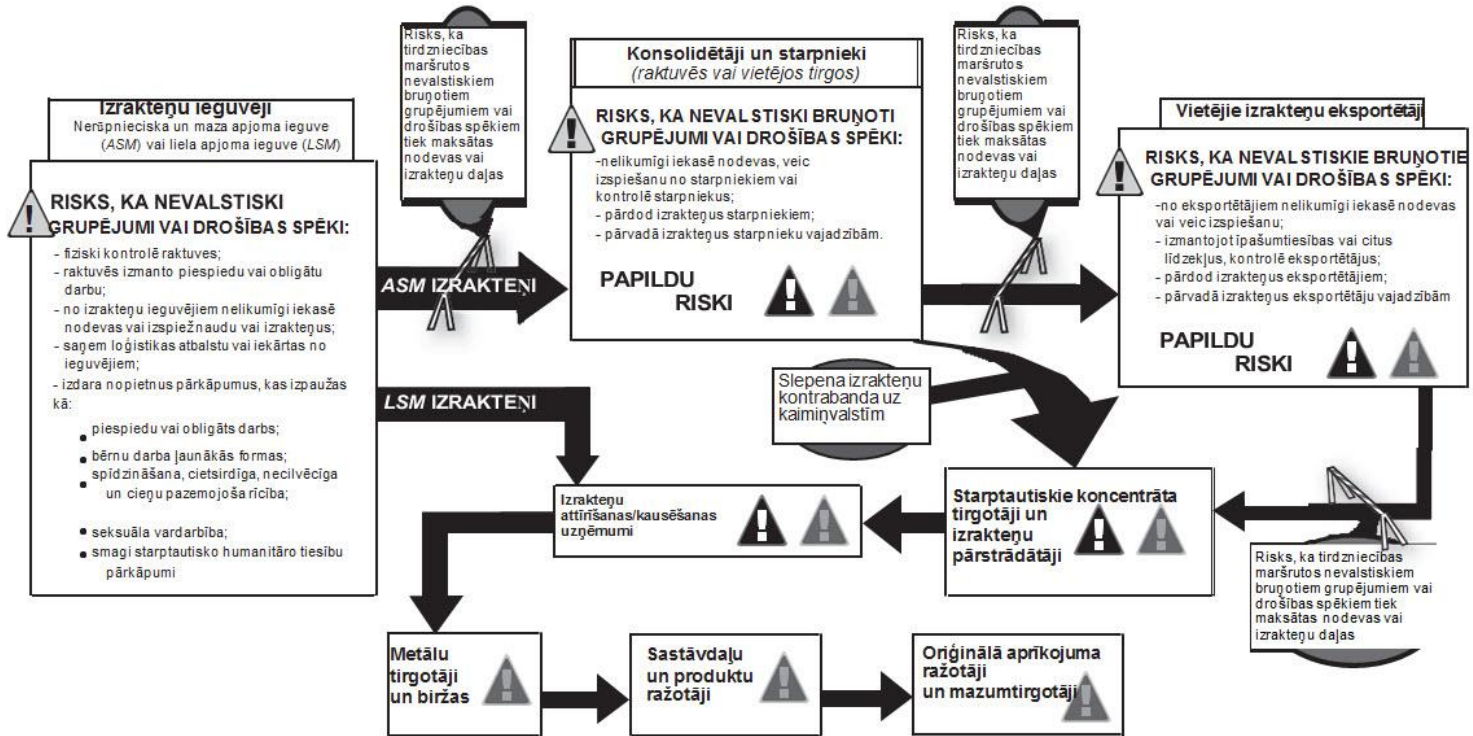 Izrakteņu ieguvēji
Nerūpnieciska un maza apjoma ieguve
(ASM) vai liela apjoma ieguve (LSM)
RISKS, KA NEVALSTISKI
GRUPĒJUMI VAI DROŠĪBAS SPĒKI:
- fiziski kontrolē raktuves;
- raktuvēs izmanto piespiedu vai obligātu
darbu;
- no izrakteņu ieguvējiem nelikumīgi iekasē
nodevas vai izspiež naudu vai izrakteņus;
- saņem loģistikas atbalstu vai iekārtas no
ieguvējiem;
- izdara nopietnus pārkāpumus, kas izpaužas
kā:
• piespiedu vai obligāts darbs;
• bērnu darba ļaunākās formas;
• spīdzināšana, cietsirdīga, necilvēcīga
un cieņu pazemojoša rīcība;
• seksuāla vardarbība;
• smagi starptautisko humanitāro tiesību
pārkāpumi
Risks, ka
tirdzniecības
maršrutos
nevalstiskiem
bruņotiem
grupējumiem vai
drošības spēkiem
tiek maksātas
nodevas vai
izrakteņu daļas
ASM IZRAKTEŅI
LSM IZRAKTEŅI
Konsolidētāji un starpnieki
(raktuvēs vai vietējos tirgos)
RISKS, KA NEVALSTISKI BRUŅOTI
GRUPĒJUMI VAI DROŠĪBAS SPĒKI:
-nelikumīgi iekasē nodevas, veic
izspiešanu no starpniekiem vai
kontrolē starpniekus;
- pārdod izrakteņus starpniekiem;
- pārvadā izrakteņus starpnieku vajadzībām.
PAPILDU
RISKI
Risks, ka
tirdzniecības
maršrutos
nevalstiskiem
bruņotiem
grupējumiem vai
drošības spēkiem
tiek maksātas
nodevas vai
izrakteņu daļas
Vietējie izrakteņu eksportētāji
RISKS, KA NEVALSTISKIE BRUŅOTIE
GRUPĒJUMI VAI DROŠĪBAS SPĒKI:
-no eksportētājiem nelikumīgi iekasē nodevas
vai veic izspiešanu;
- izmantojot īpašumtiesības vai citus
līdzekļus, kontrolē eksportētājus;
- pārdod izrakteņus eksportētājiem;
- pārvadā izrakteņus eksportētāju vajadzībām
PAPILDU
RISKI
Slepena izrakteņu
kontrabanda uz
kaimiņvalstīm
Izrakteņu
attīrīšanas/kausēšanas
uzņēmumi
Starptautiskie koncentrāta
tirgotāji un
izrakteņu
pārstrādātāji
Risks, ka tirdzniecības
maršrutos nevalstiskiem
bruņotiem grupējumiem vai
drošības spēkiem tiek
maksātas nodevas vai
izrakteņu daļas
Metālu
tirgotāji
un biržas
Sastāvdaļu
un produktu
ražotāji
Oriģinālā aprīkojuma
ražotāji
un mazumtirgotāji